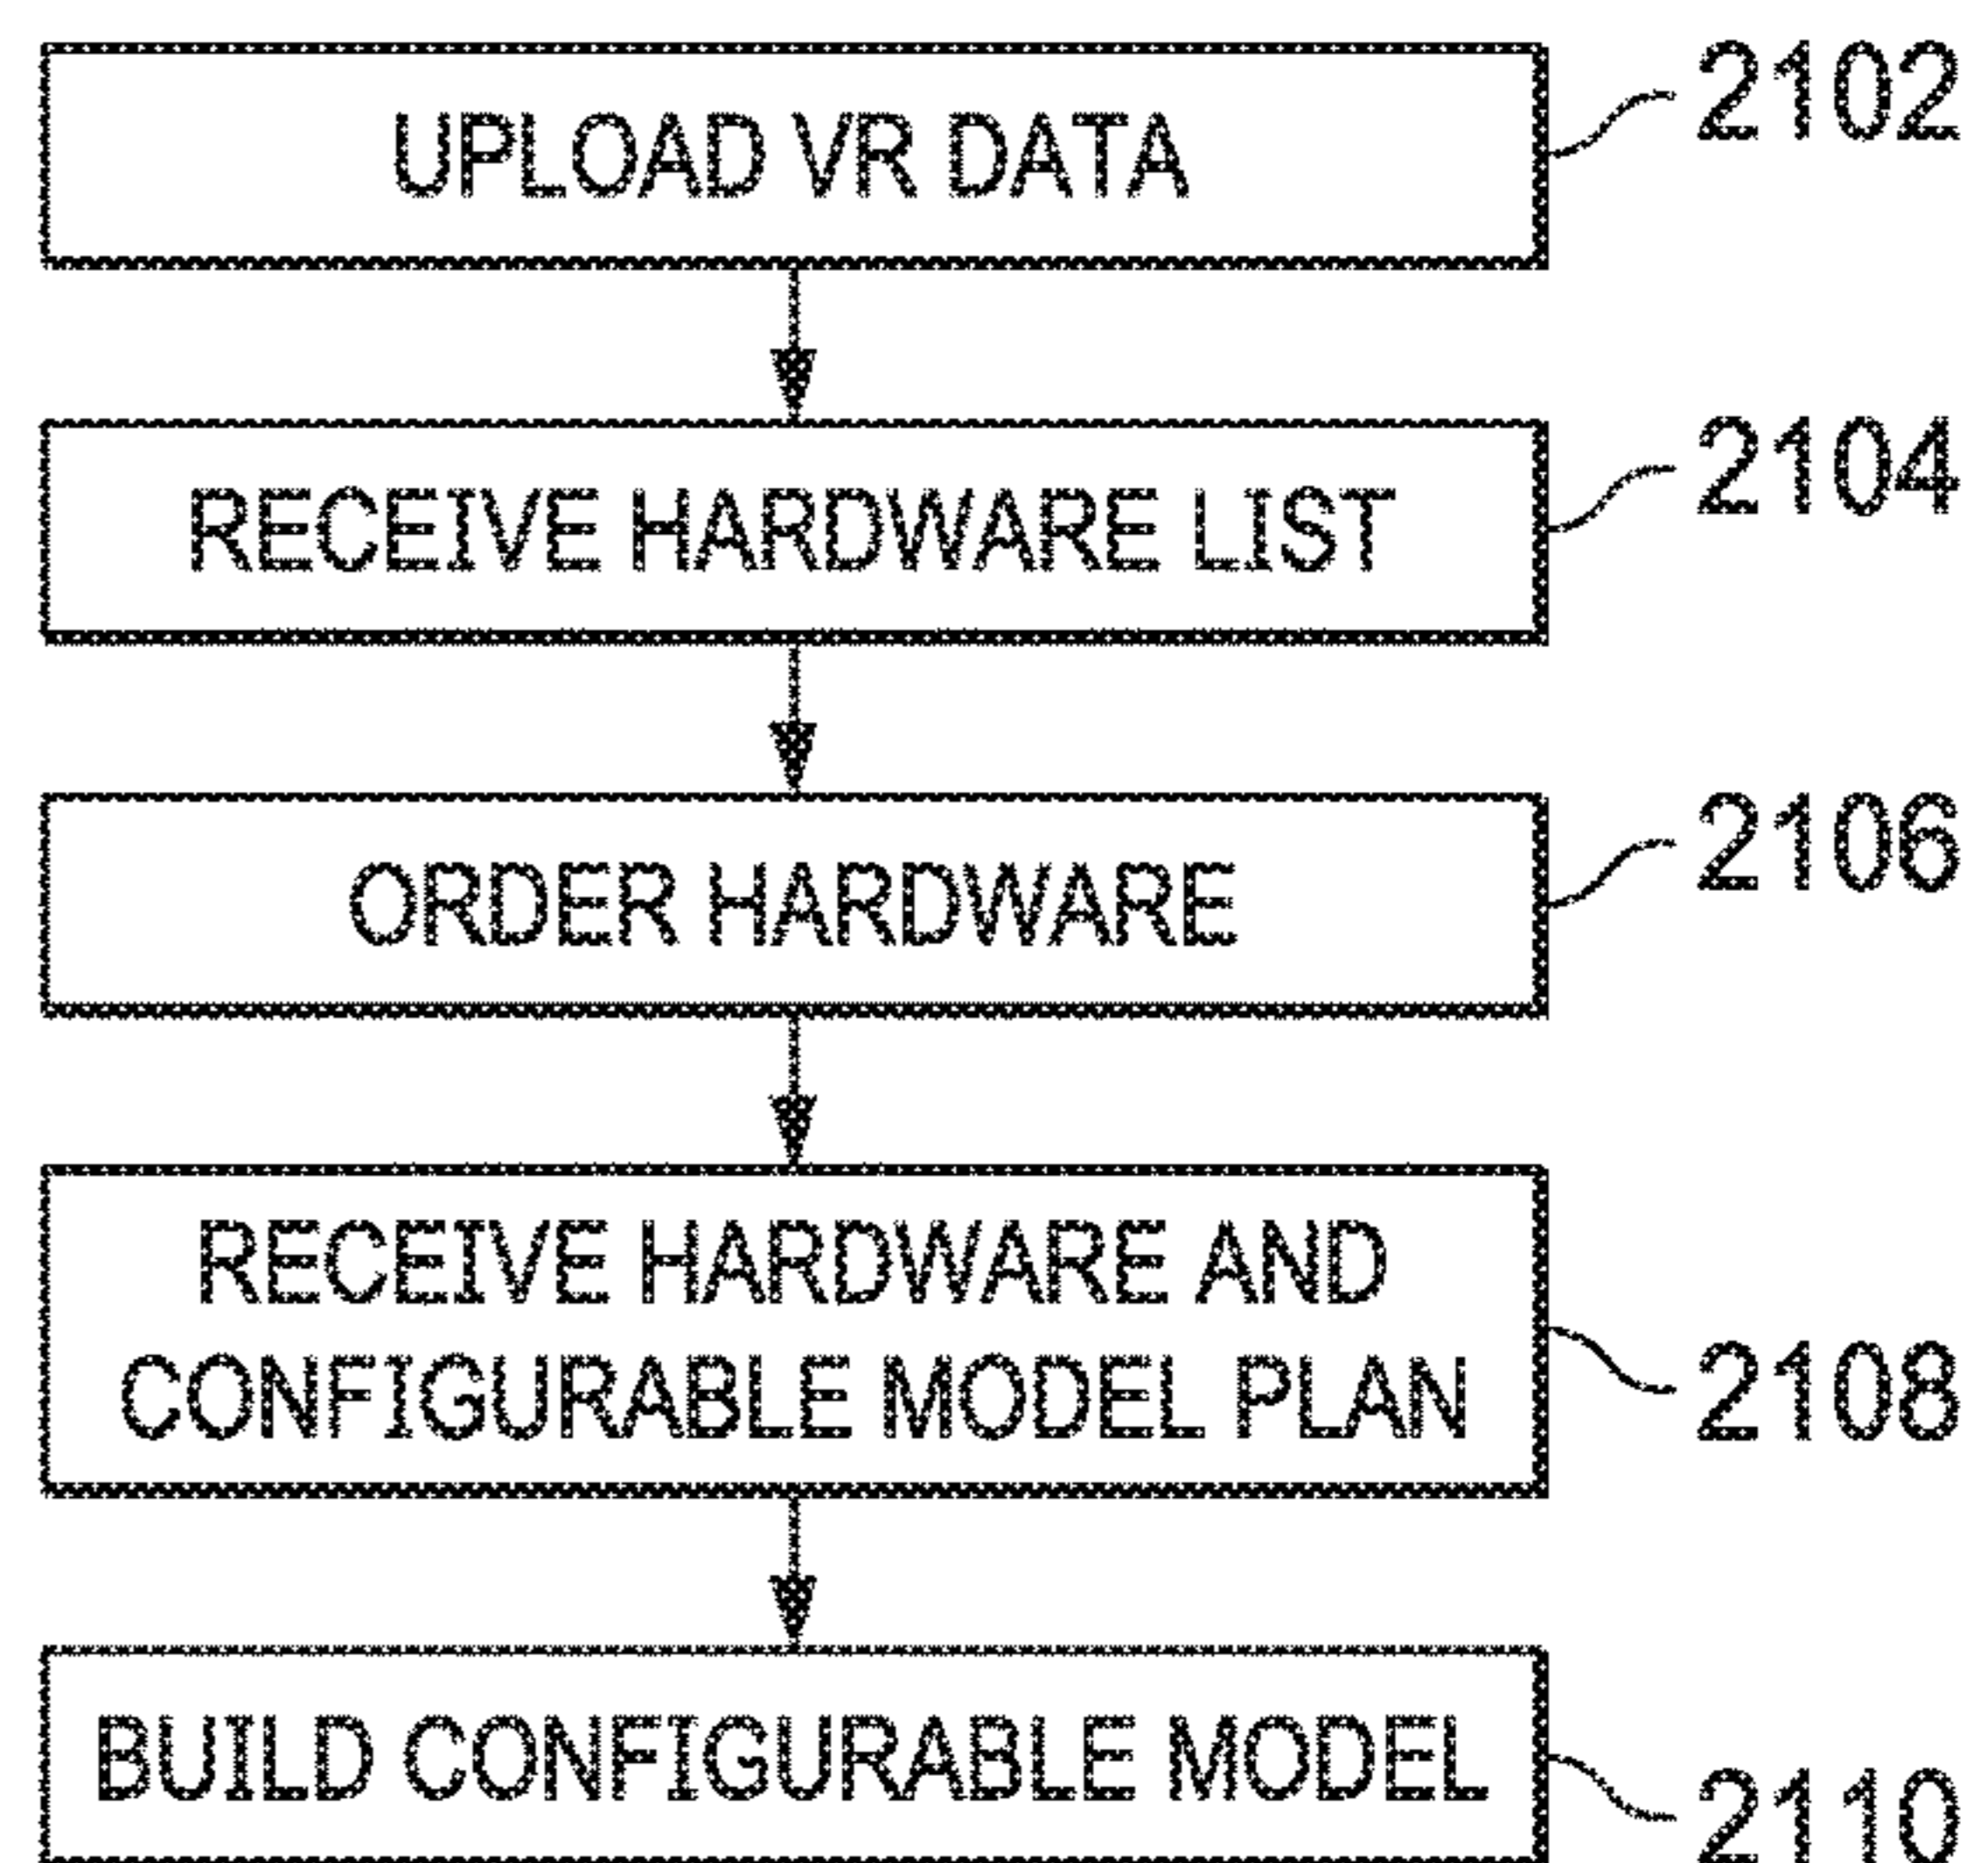 UPLOAD VR DATA
2102
RECEIVE HARDWARE LIST
2104
ORDER HARDWARE
2106
RECEIVE HARDWARE AND
CONFIGURABLE MODEL PLAN
2108
BUILD CONFIGURABLE MODEL
2110